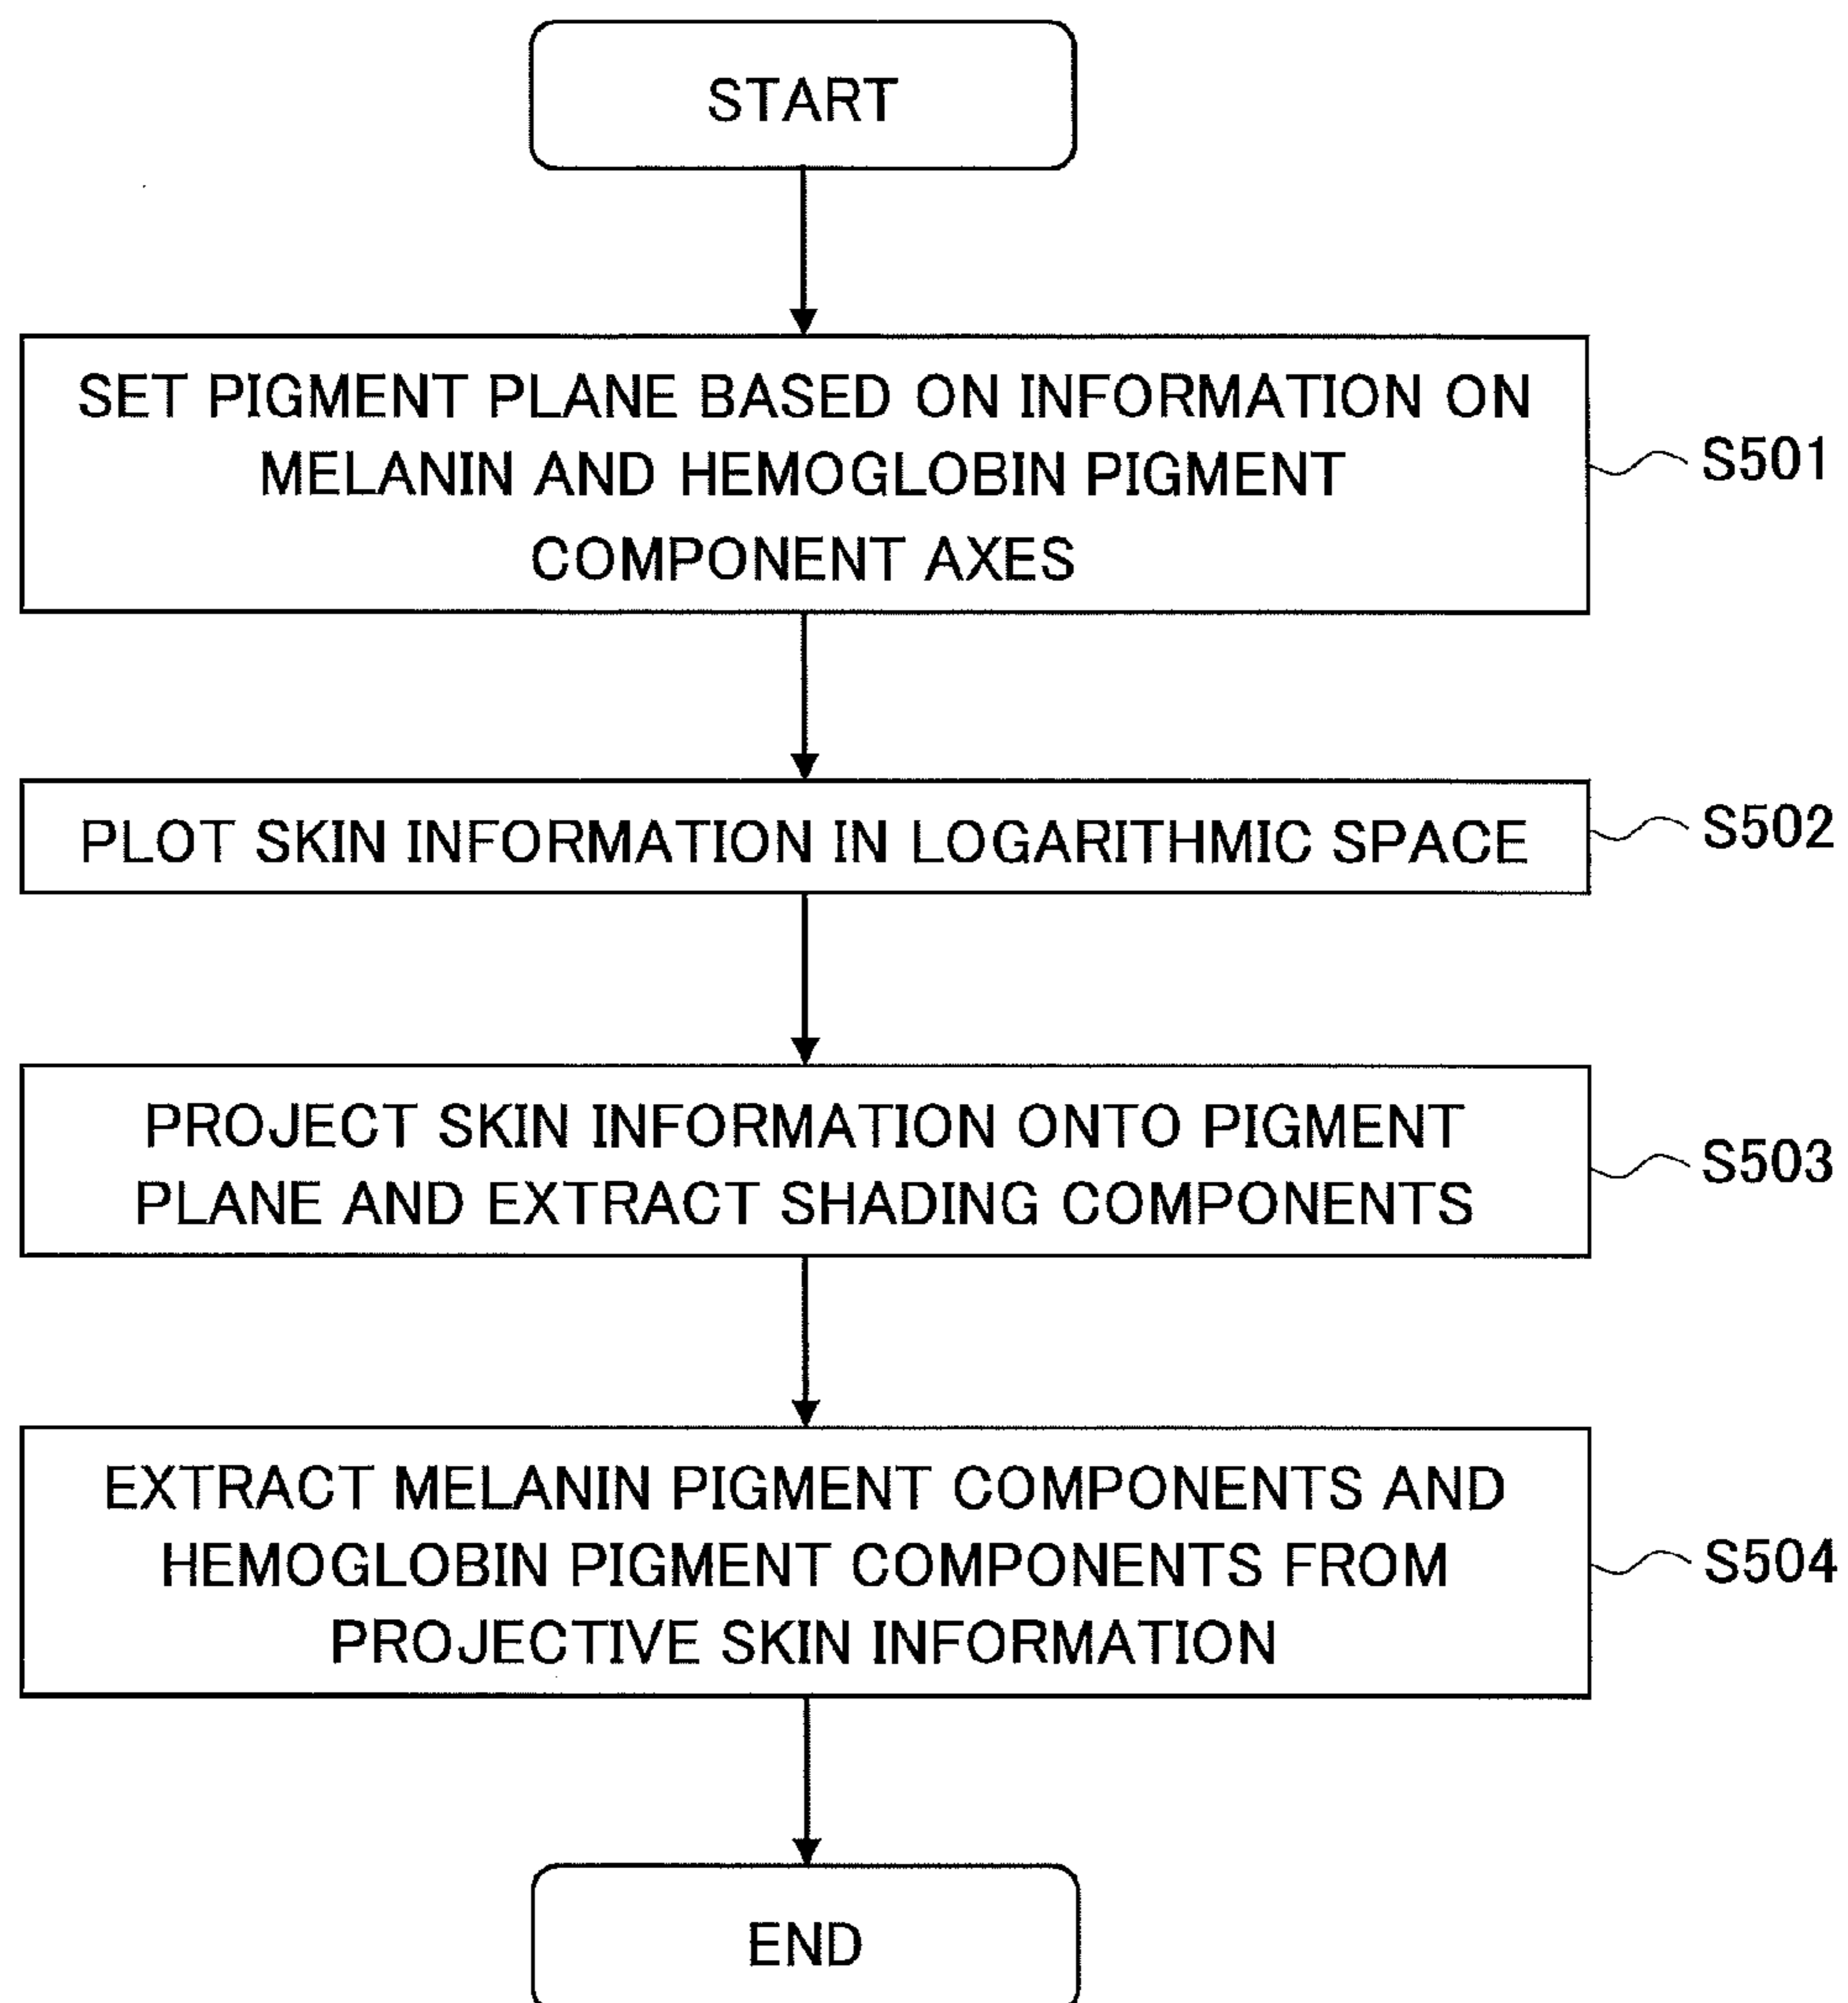 START
SET PIGMENT PLANE BASED ON INFORMATION ON
MELANIN AND HEMOGLOBIN PIGMENT
COMPONENT AXES
S501
PLOT SKIN INFORMATION IN LOGARITHMIC SPACE
S502
PROJECT SKIN INFORMATION ONTO PIGMENT
PLANE AND EXTRACT SHADING COMPONENTS
S503
EXTRACT MELANIN PIGMENT COMPONENTS AND
HEMOGLOBIN PIGMENT COMPONENTS FROM
PROJECTIVE SKIN INFORMATION
S504
END